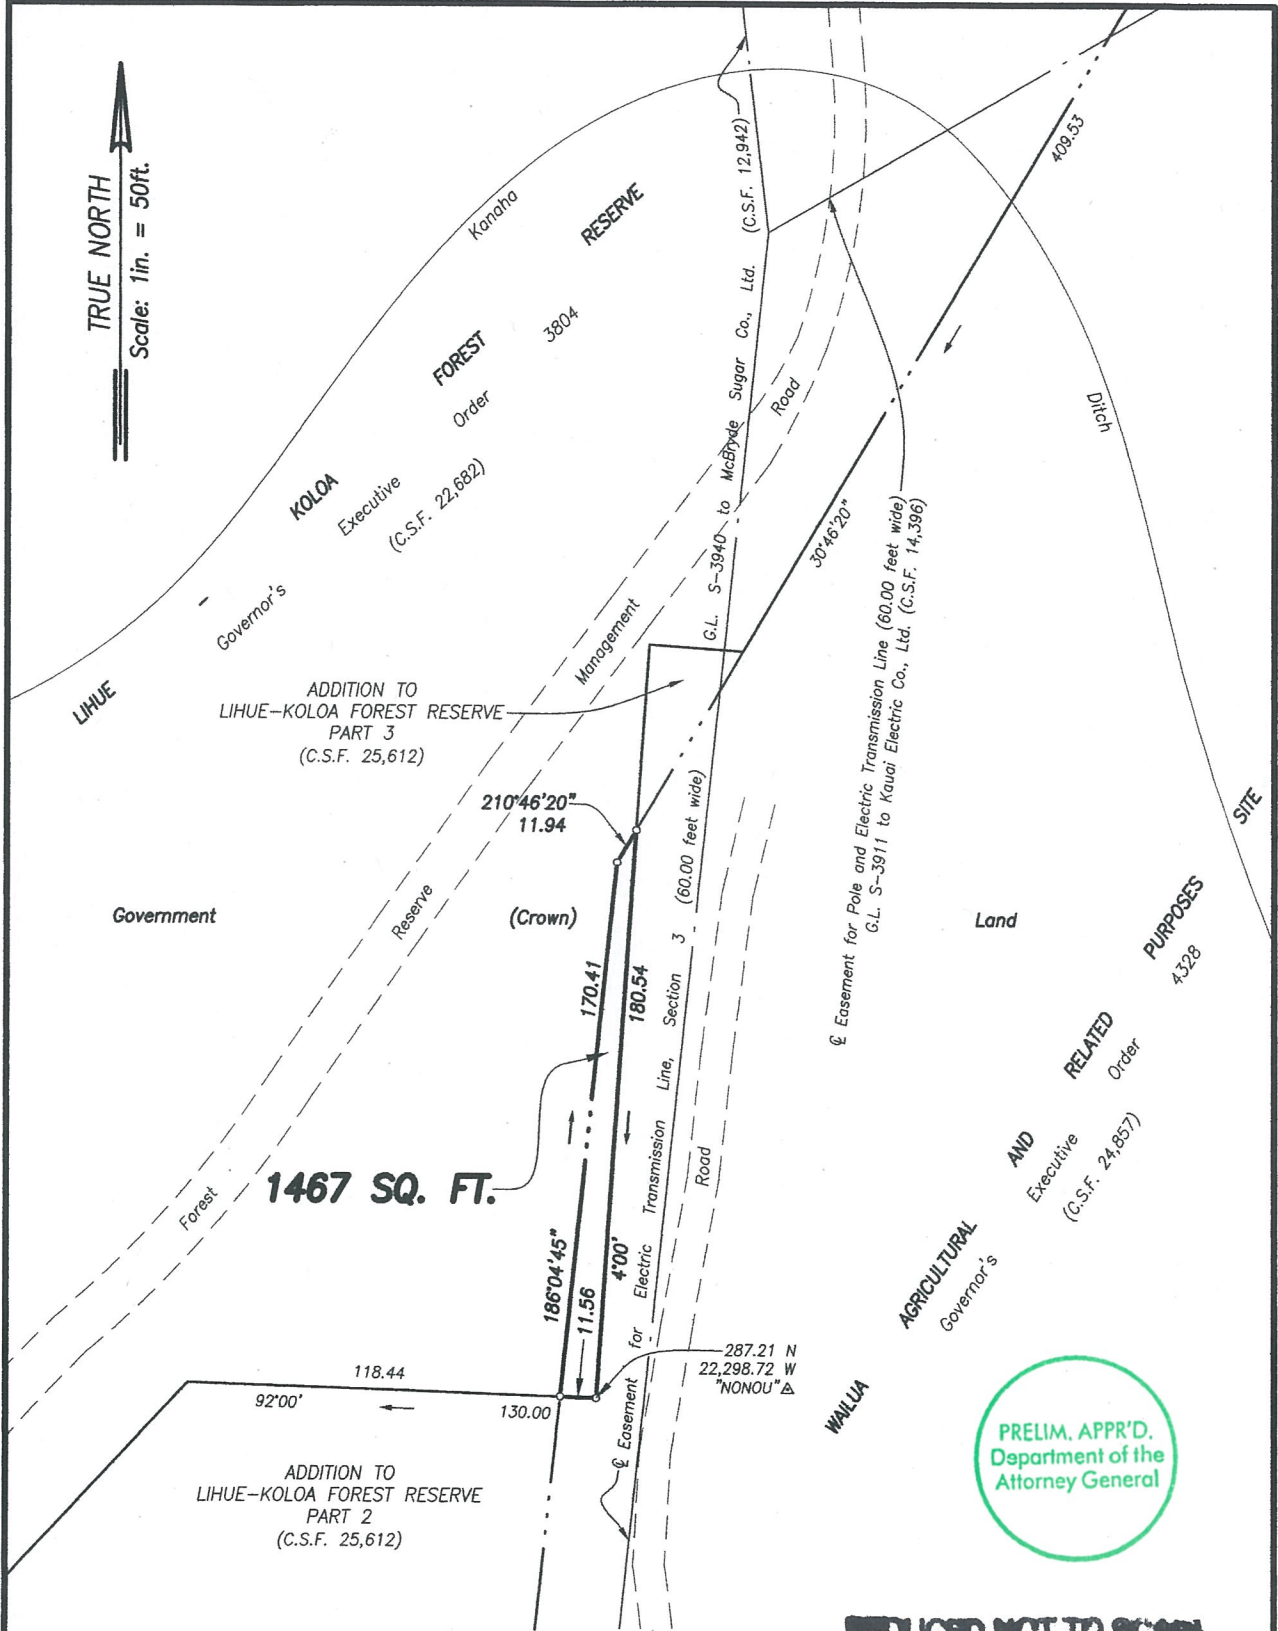 TRUE NORTH
Scale: 1in. = 50ft.
Kanaha
Ditch
LIHUE - KOLOA FOREST RESERVE
Governor's Executive Order 3804
(C.S.F. 22,682)
G.L. S-3940 to McBryde Sugar Co., Ltd. (C.S.F. 12,942)
409.53
30°46'20"
Road
Management
Reserve
Forest
℄ Easement for Pole and Electric Transmission Line (60.00 feet wide)
G.L. S-3911 to Kauai Electric Co., Ltd. (C.S.F. 14,396)
ADDITION TO
LIHUE-KOLOA FOREST RESERVE
PART 3
(C.S.F. 25,612)
210°46'20"
11.94
Government (Crown) Land
170.41
180.54
186°04'45"
11.56
4°00'
1467 SQ. FT.
℄ Easement for Electric Transmission Line, Section 3 (60.00 feet wide)
Road
WAILUA AGRICULTURAL AND RELATED PURPOSES SITE
Governor's Executive Order 4328
(C.S.F. 24,857)
287.21 N
22,298.72 W
"NONOU"
118.44
92°00'
130.00
ADDITION TO
LIHUE-KOLOA FOREST RESERVE
PART 2
(C.S.F. 25,612)
PRELIM. APPR'D.
Department of the
Attorney General
NOT TO